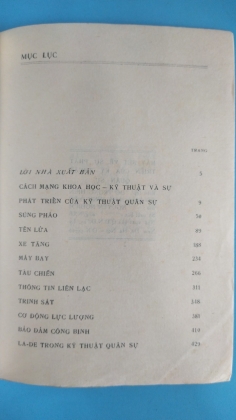 MỤC LỤC
TRANG
LỜI NHÀ XUẤT BẢN 5
CÁCH MẠNG KHOA HỌC - KỸ THUẬT VÀ SỰ
PHÁT TRIỂN CỦA KỸ THUẬT QUÂN SỰ 9
SÚNG PHÁO
TÊN LỬA
XE TĂNG
MÁY BAY
TÀU CHIẾN
THÔNG TIN LIÊN LẠC
TRINH SÁT
CƠ ĐỘNG LỰC LƯỢNG
BẢO ĐẢM CÔNG BINH
LA-DE TRONG KỸ THUẬT QUÂN SỰ